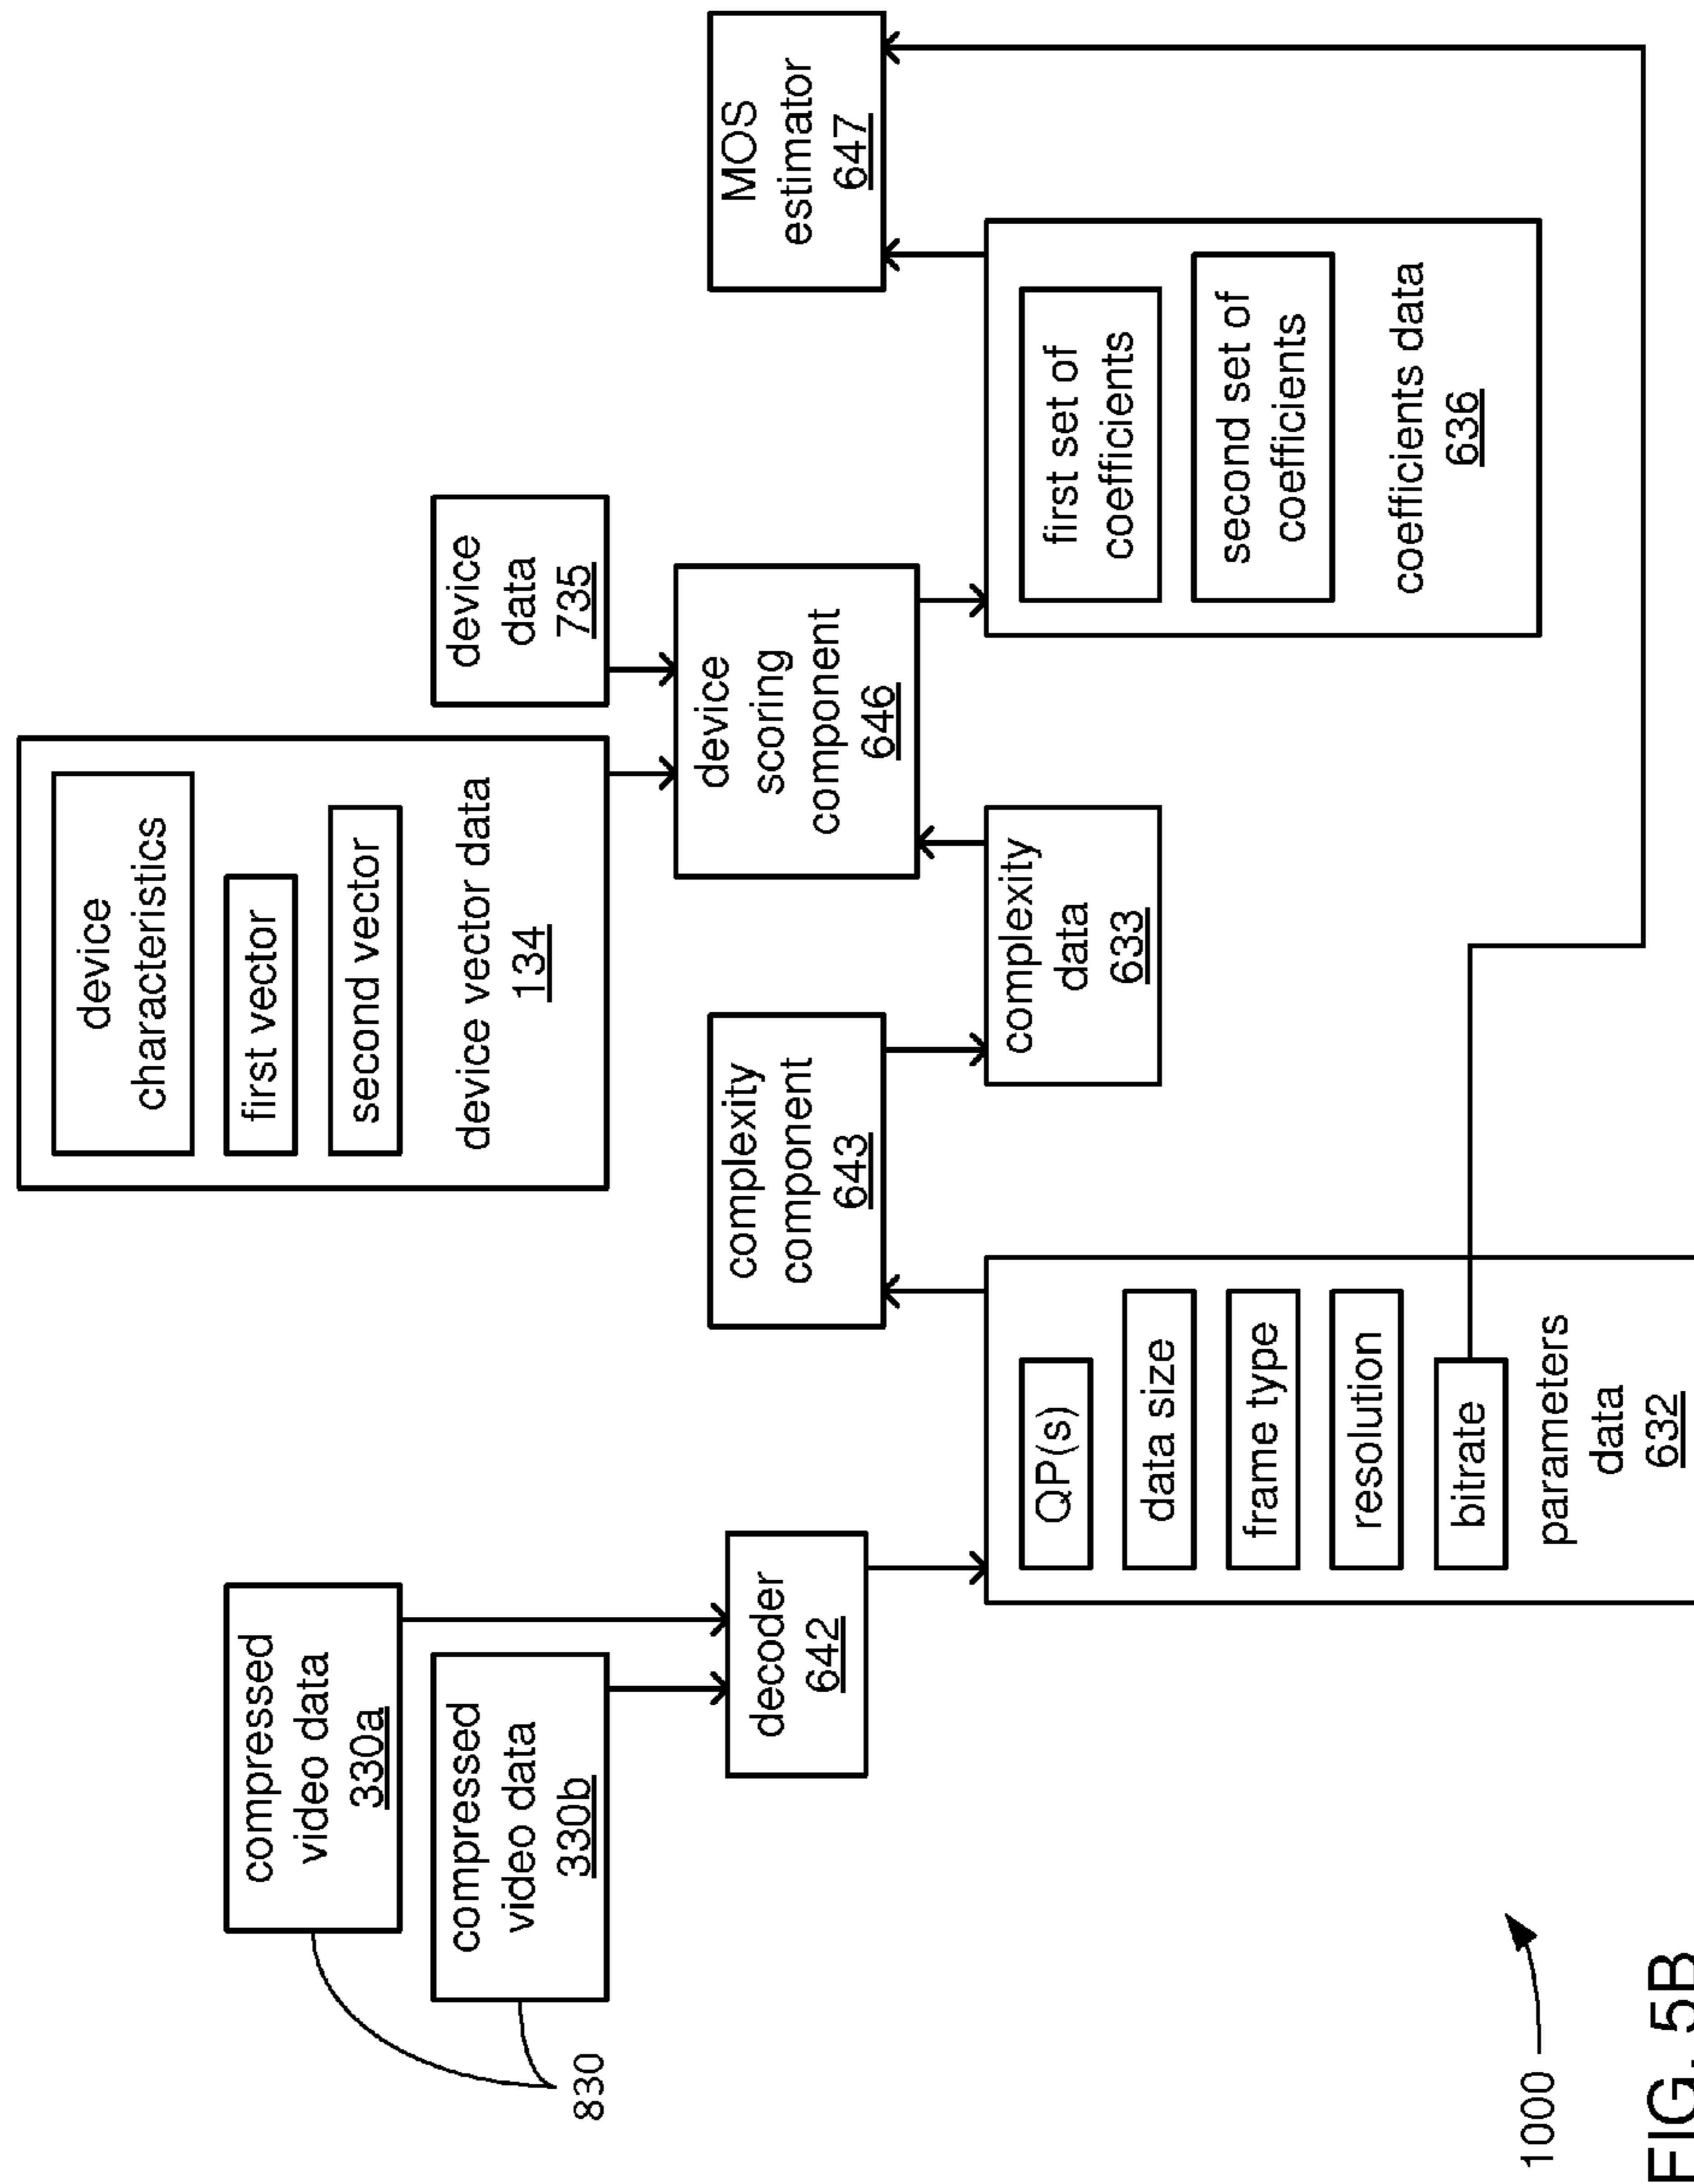 compressed
video data
330a
compressed
video data
330b
830
decoder
642
QP(s)
data size
frame type
resolution
bitrate
parameters
data
632
complexity
component
643
complexity
data
633
device
characteristics
first vector
second vector
device vector data
134
device
data
735
device
scoring
component
646
first set of
coefficients
second set of
coefficients
coefficients data
636
MOS
estimator
647
1000
FIG. 5B